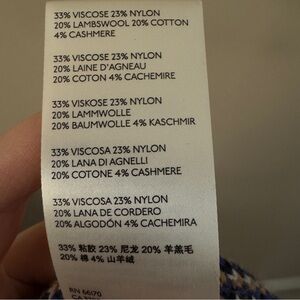 33% VISCOSE 23% NYLON
20% LAMBSWOOL 20% COTTON
4% CASHMERE
33% VISCOSE 23% NYLON
20% LAINE D'AGNEAU
20% COTON 4% CACHEMIRE
33% VISKOSE 23% NYLON
20% LAMMWOLLE
20% BAUMWOLLE 4% KASCHMIR
33% VISCOSA 23% NYLON
20% LANA DI AGNELLI
20% COTONE 4% CASHMERE
33% VISCOSA 23% NYLON
20% LANA DE CORDERO
20% ALGODÓN 4% CACHEMIRA
33% 粘胶 23% 尼龙 20% 羊羔毛
20% 棉 4% 山羊绒
RN 66170